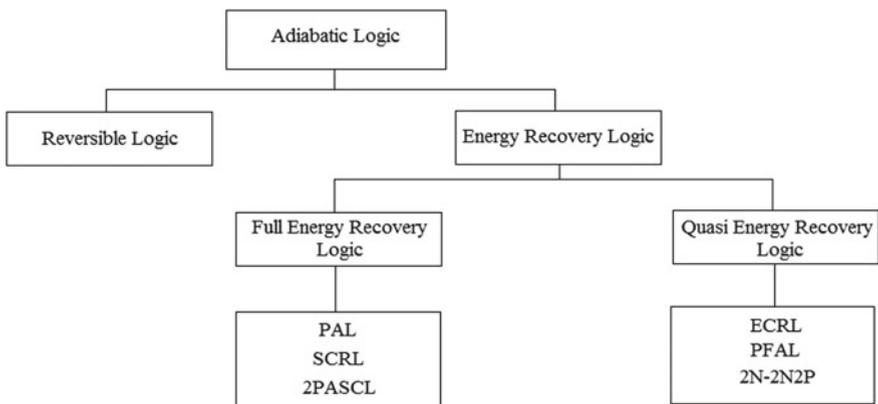 Adiabatic Logic
Reversible Logic
Energy Recovery Logic
Full Energy Recovery
Logic
Quasi Energy Recovery
Logic
PAL
SCRL
2PASCL
ECRL
PFAL
2N-2N2P